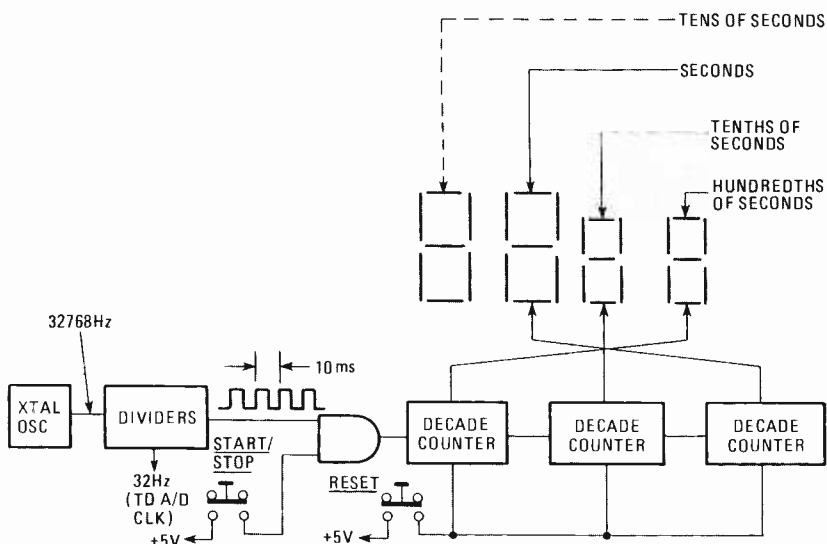 TENS OF SECONDS
SECONDS
TENTHS OF
SECONDS
HUNDREDTHS
OF SECONDS
32768Hz
10 ms
XTAL
OSC
DIVIDERS
DECADE
COUNTER
DECADE
COUNTER
DECADE
COUNTER
START/
STOP
32Hz
(TD A/D
CLK)
+5V
RESET
+5V